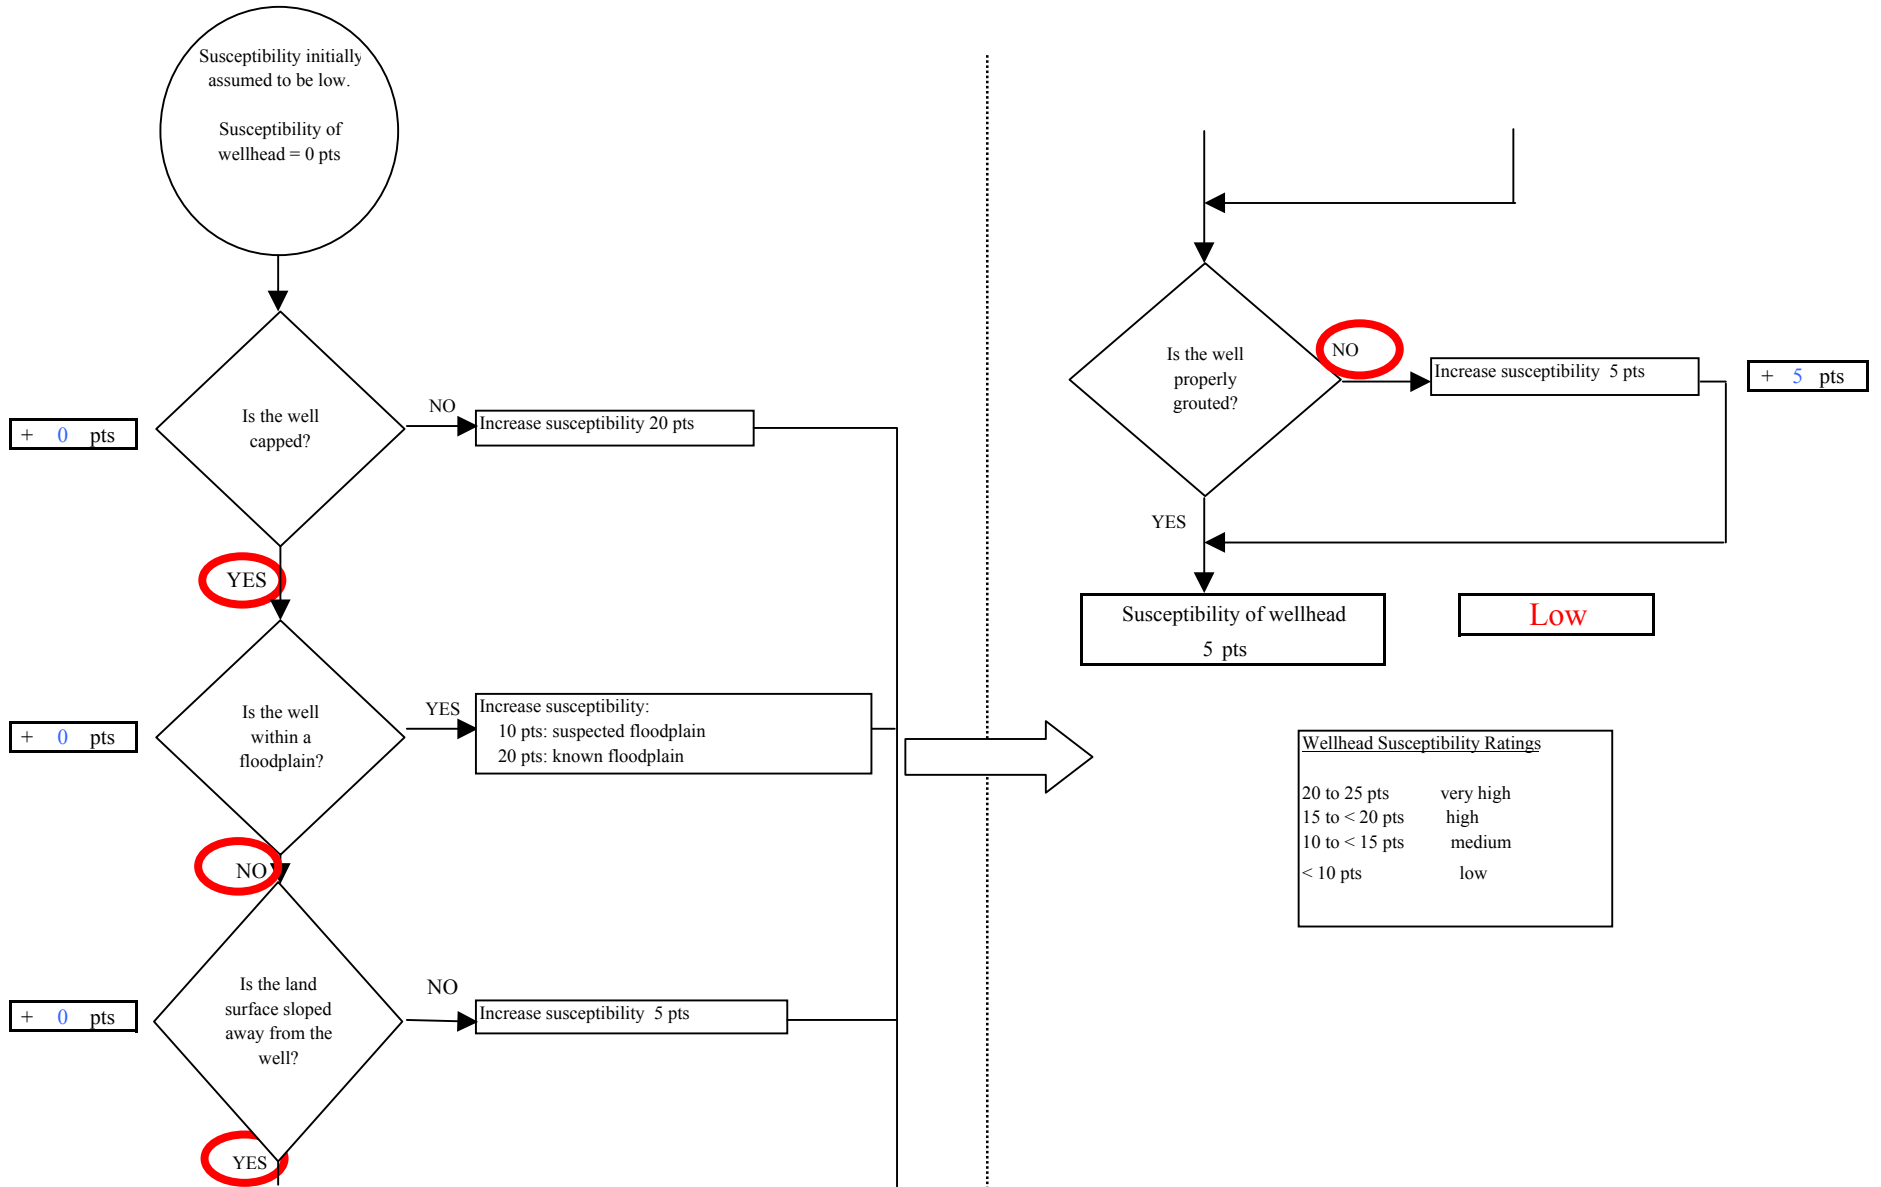 Susceptibility initially
assumed to be low.
Susceptibility of
wellhead = 0 pts
+ 0 pts
Is the well
capped?
NO
Increase susceptibility 20 pts
YES
+ 0 pts
Is the well
within a
floodplain?
YES
Increase susceptibility:
10 pts: suspected floodplain
20 pts: known floodplain
NO
+ 0 pts
Is the land
surface sloped
away from the
well?
NO
Increase susceptibility 5 pts
YES
Is the well
properly
grouted?
NO
Increase susceptibility 5 pts
+ 5 pts
YES
Susceptibility of wellhead
5 pts
Low
Wellhead Susceptibility Ratings
20 to 25 pts very high
15 to < 20 pts high
10 to < 15 pts medium
< 10 pts low